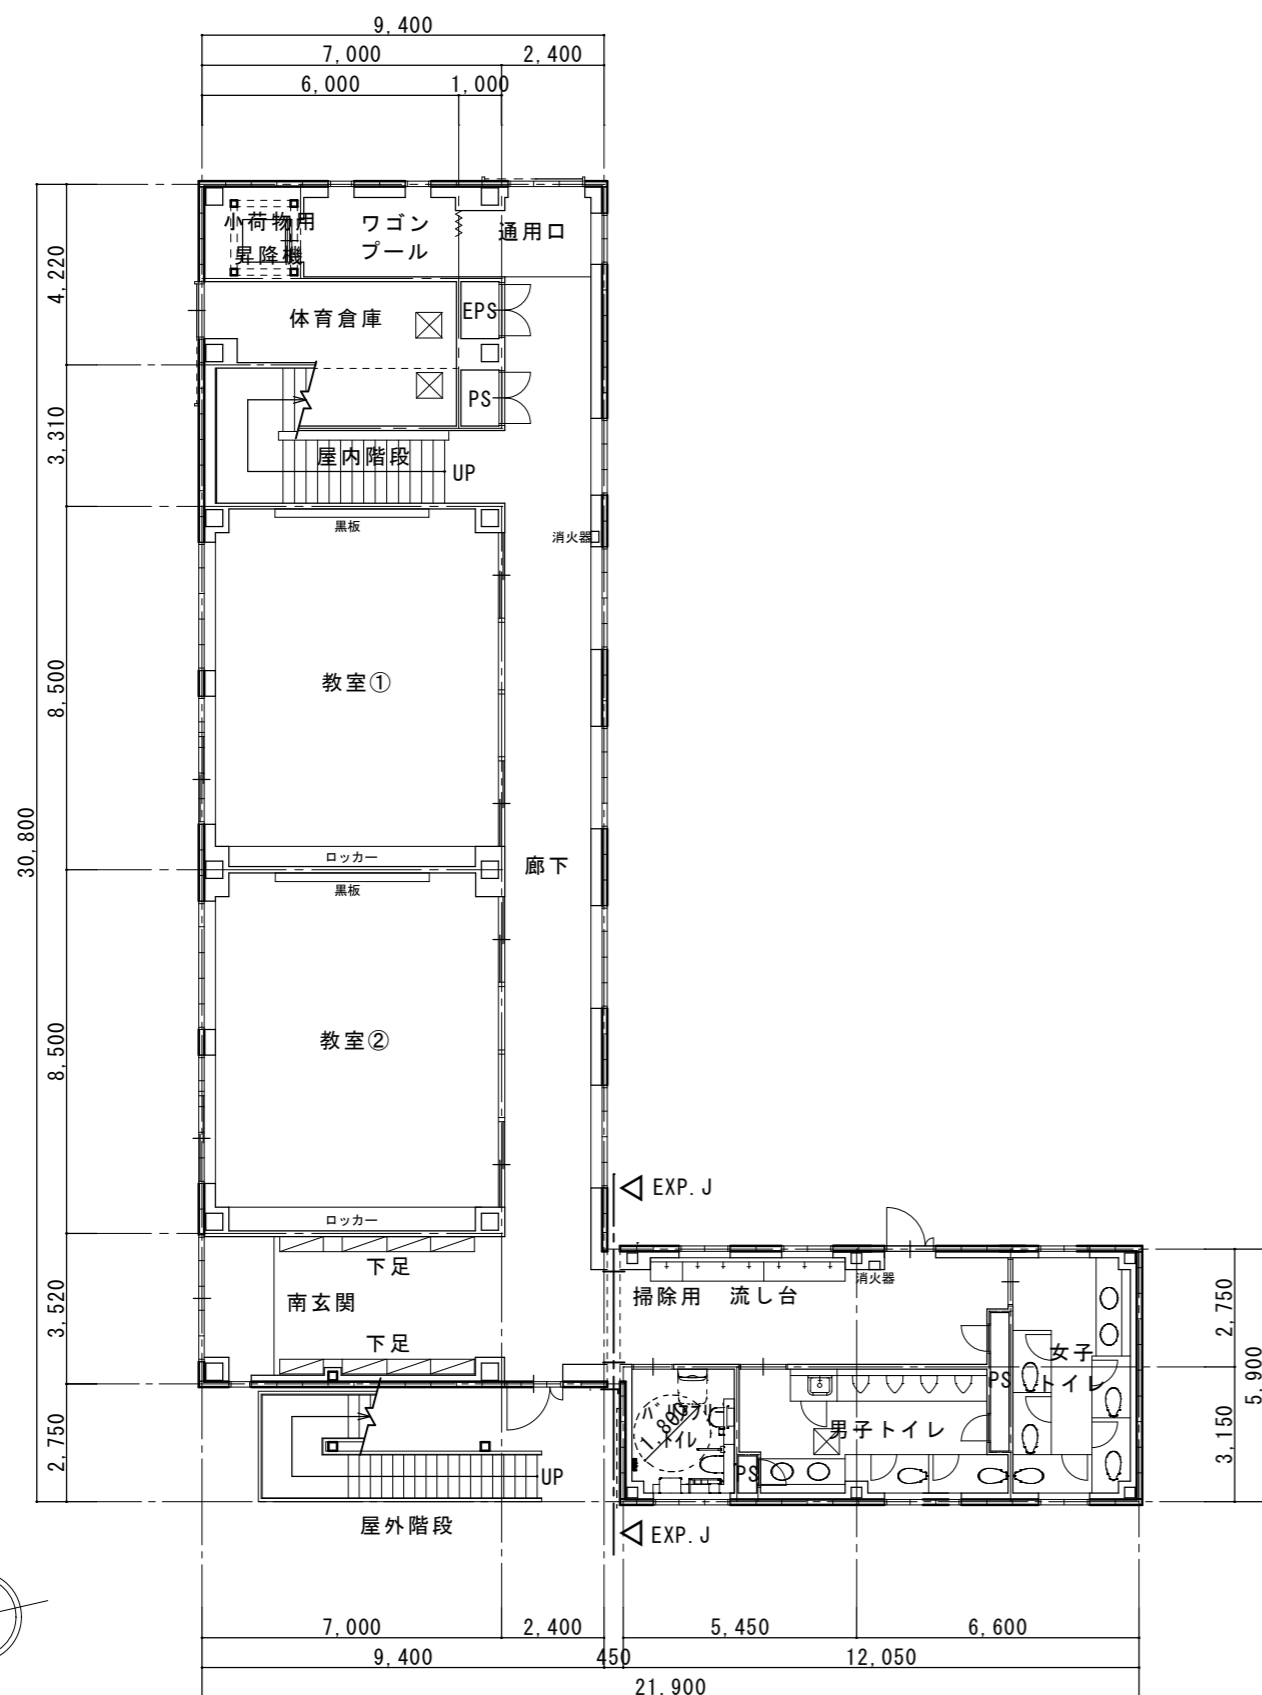 9,400
7,000
2,400
6,000
1,000
小荷物用
昇降機
ワゴン
プール
通用口
4,220
体育倉庫
EPS
3,310
PS
屋内階段
UP
黒板
消火器
8,500
教室①
30,800
ロッカー
廊下
黒板
8,500
教室②
EXP.J
ロッカー
下足
南玄関
下足
3,520
掃除用 流し台
消火器
2,750
女子
トイレ
PS
5,900
トイレ
1,800
男子トイレ
3,150
PS
2,750
UP
屋外階段
EXP.J
7,000
2,400
5,450
6,600
9,400
450
12,050
21,900